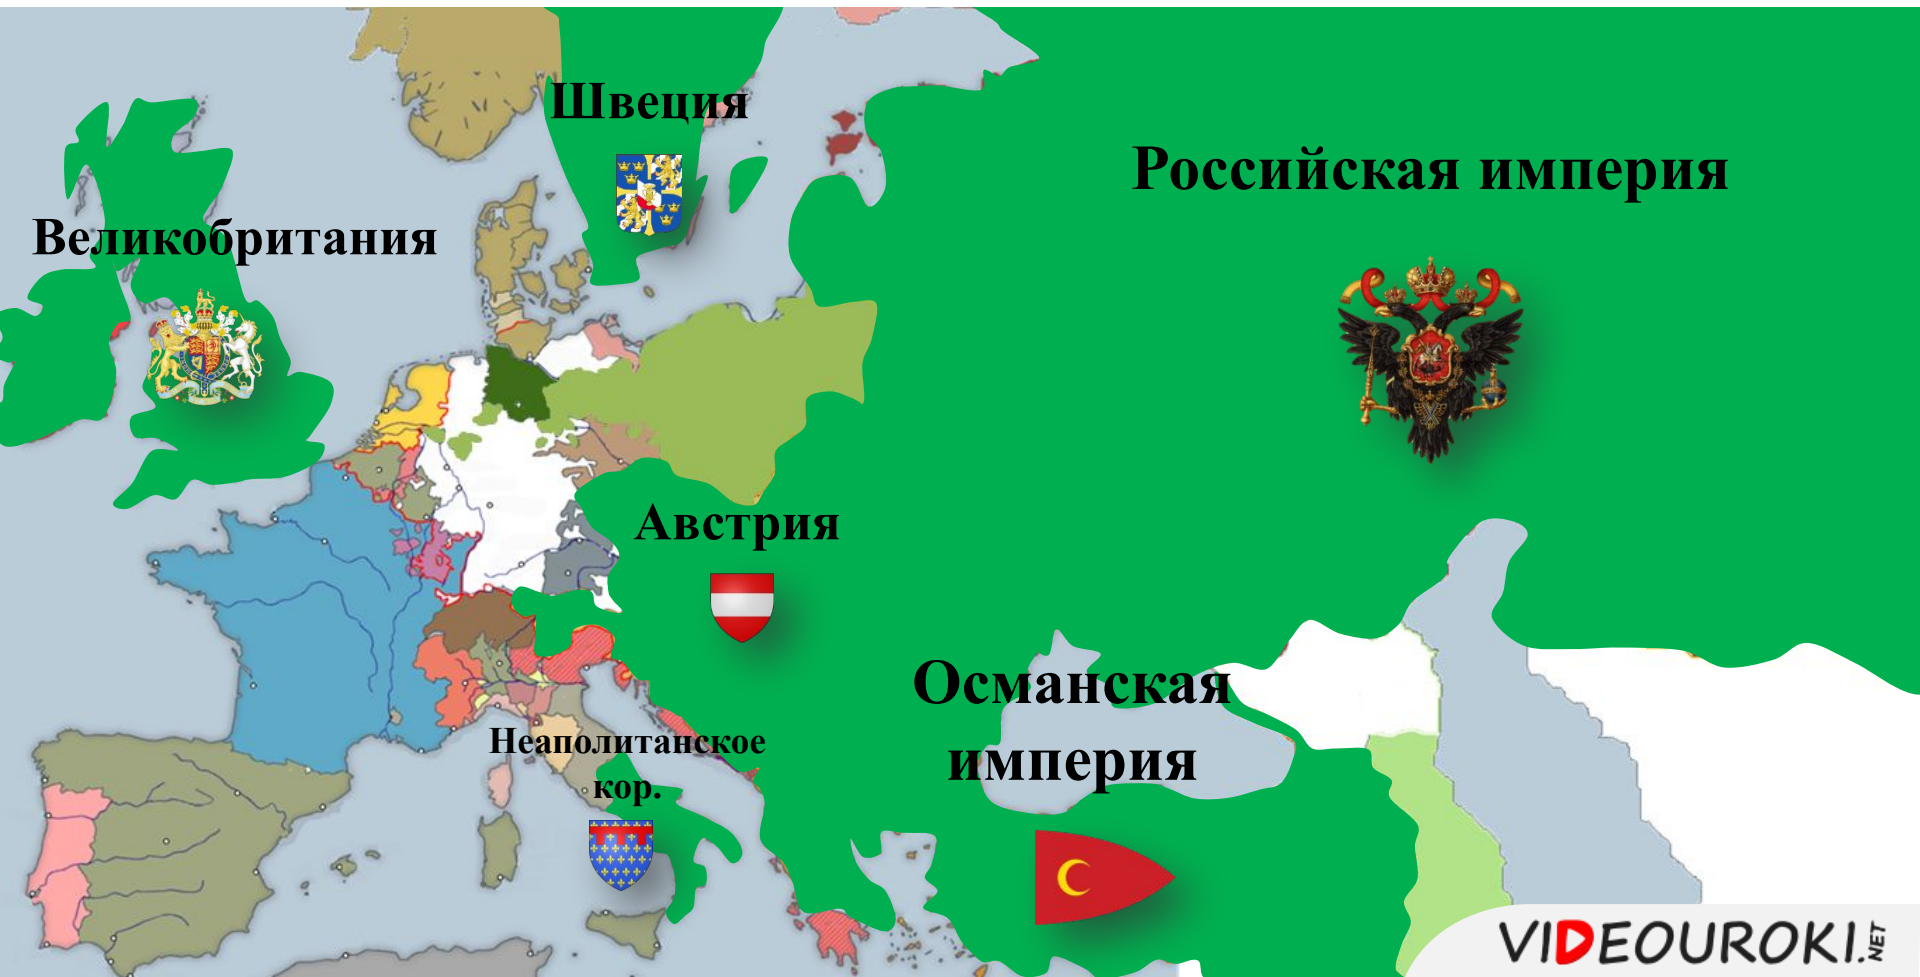 Швеция
Российская империя
Великобритания
Австрия
Османская
империя
Неаполитанское
кор.
VIDEOUROKI.NET